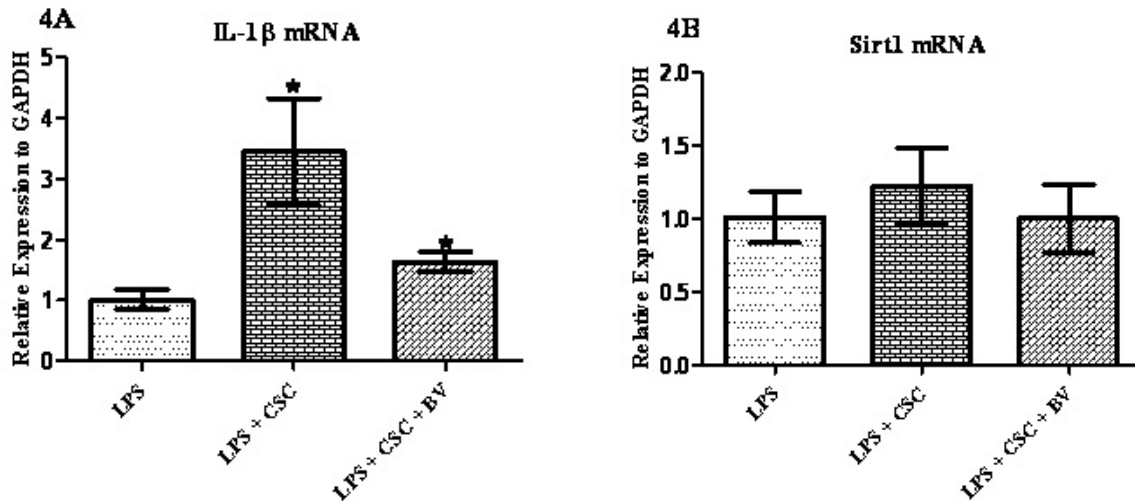 4A
IL-1β mRNA
Relative Expression to GAPDH
5
4
3
2
1
0
*
*
LPS
LPS + CSC
LPS + CSC + BV
4B
Sirt1 mRNA
Relative Expression to GAPDH
2.0
1.5
1.0
0.5
0.0
LPS
LPS + CSC
LPS + CSC + BV